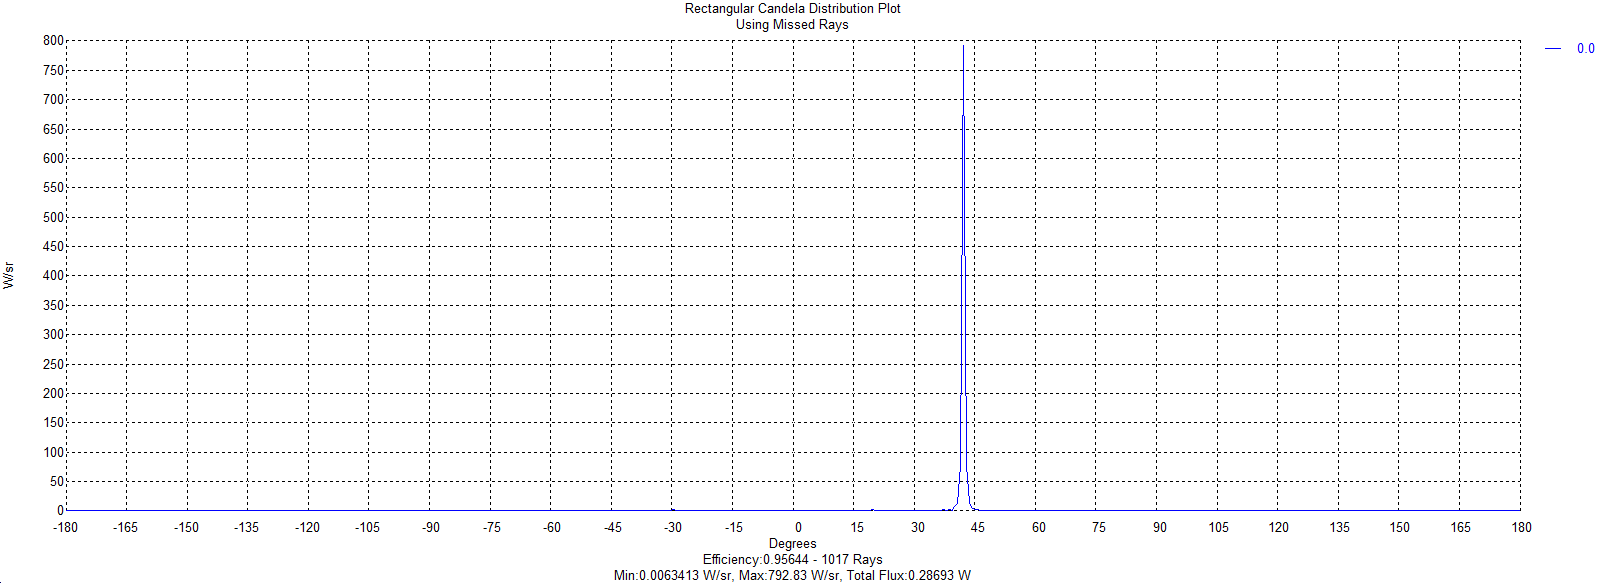 Rectangular Candela Distribution Plot
Using Missed Rays
800
750
700
650
600
550
500
450
400
350
300
250
200
150
100
50
0
W/sr
-180 -165 -150 -135 -120 -105 -90 -75 -60 -45 -30 -15 0 15 30 45 60 75 90 105 120 135 150 165 180
Degrees
Efficiency:0.95644 - 1017 Rays
Min:0.0063413 W/sr, Max:792.83 W/sr, Total Flux:0.28693 W
0.0